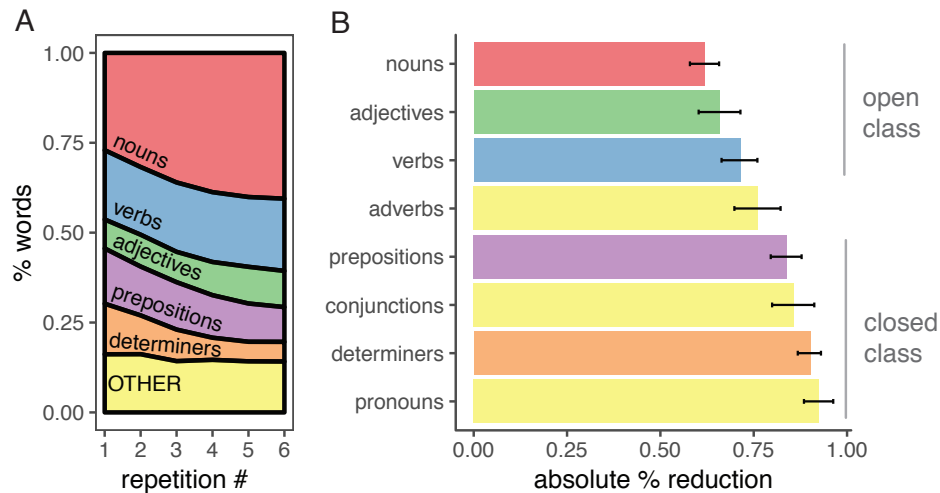 A
% words
1.00
0.75
0.50
0.25
0.00
nouns
verbs
adjectives
prepositions
determiners
OTHER
1 2 3 4 5 6
repetition #
B
nouns
adjectives
verbs
adverbs
prepositions
conjunctions
determiners
pronouns
open
class
closed
class
0.00 0.25 0.50 0.75 1.00
absolute % reduction